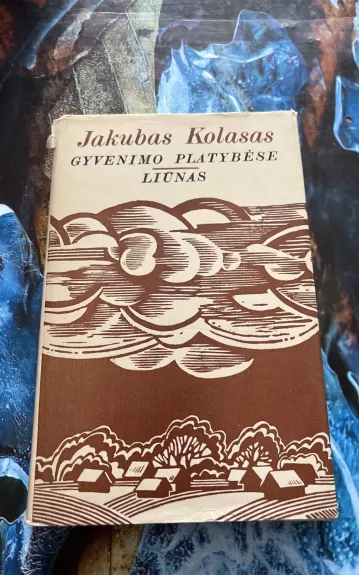 Jakubas Kolasas
GYVENIMO PLATYBĖSE
LIŪNAS